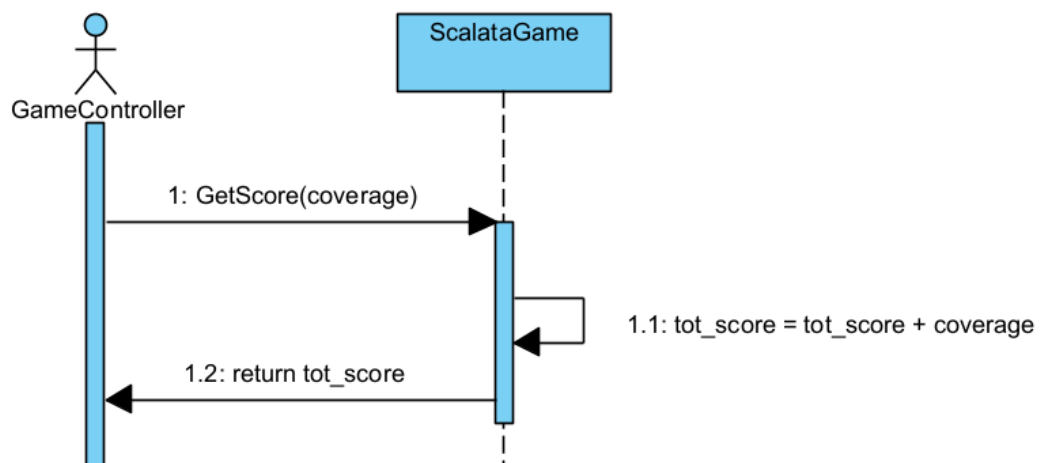 ScalataGame
GameController
1: GetScore(coverage)
1.1: tot_score = tot_score + coverage
1.2: return tot_score